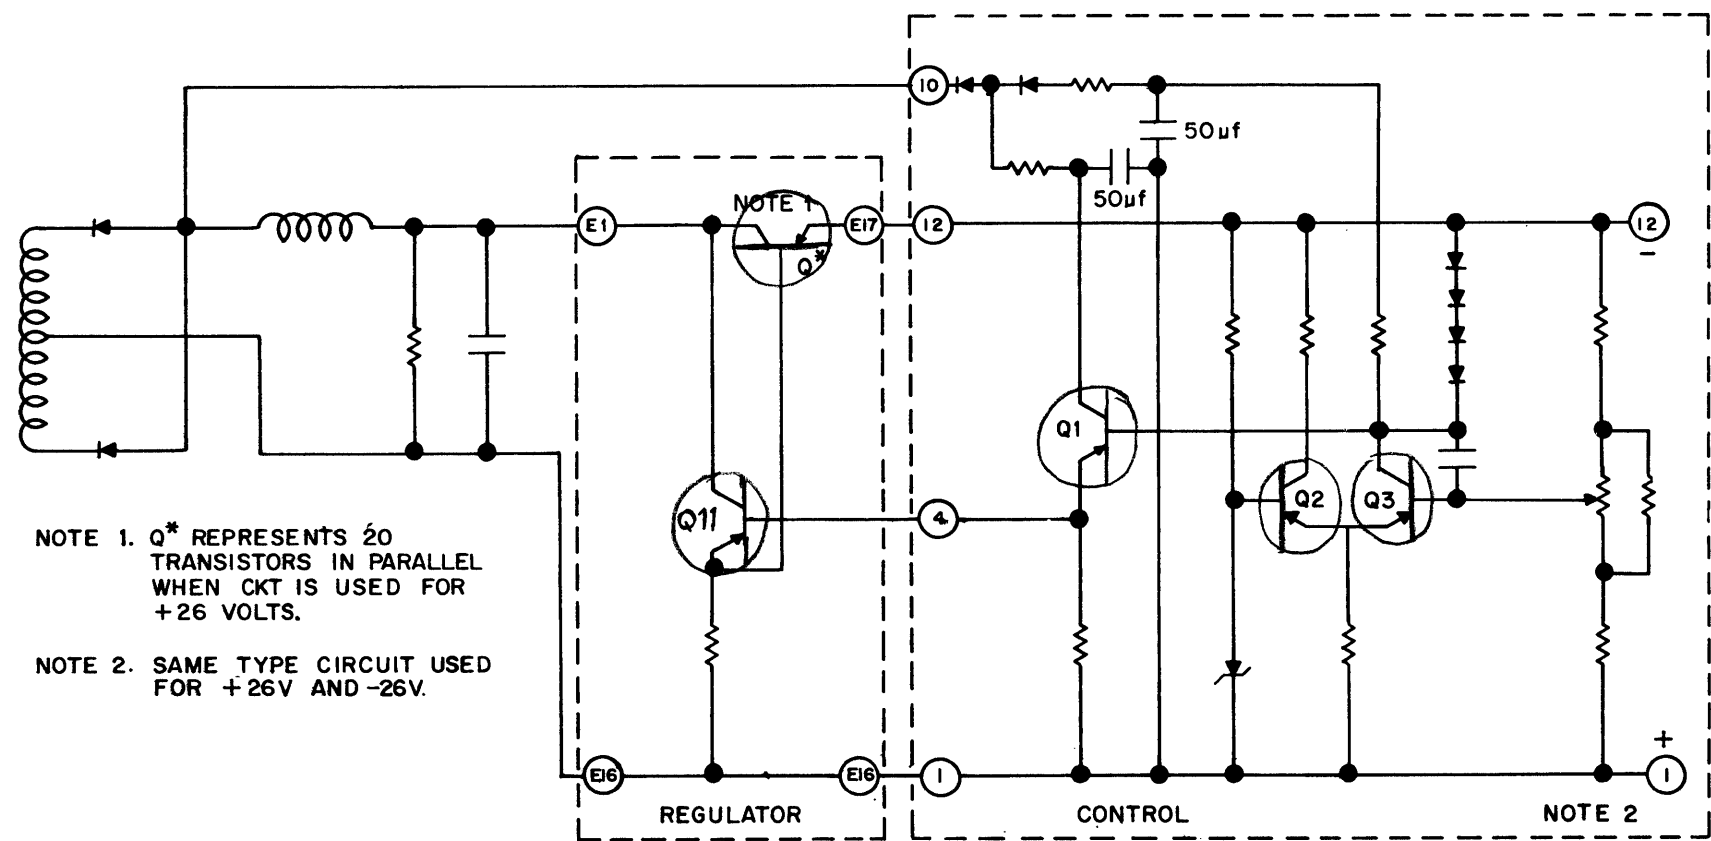 10
50µf
50µf
NOTE 1
E1
E17
12
12
-
Q*
Q1
Q11
4
Q2
Q3
NOTE 1. Q* REPRESENTS 20
TRANSISTORS IN PARALLEL
WHEN CKT IS USED FOR
+26 VOLTS.
NOTE 2. SAME TYPE CIRCUIT USED
FOR +26V AND -26V.
+
E16
E16
1
1
REGULATOR
CONTROL
NOTE 2